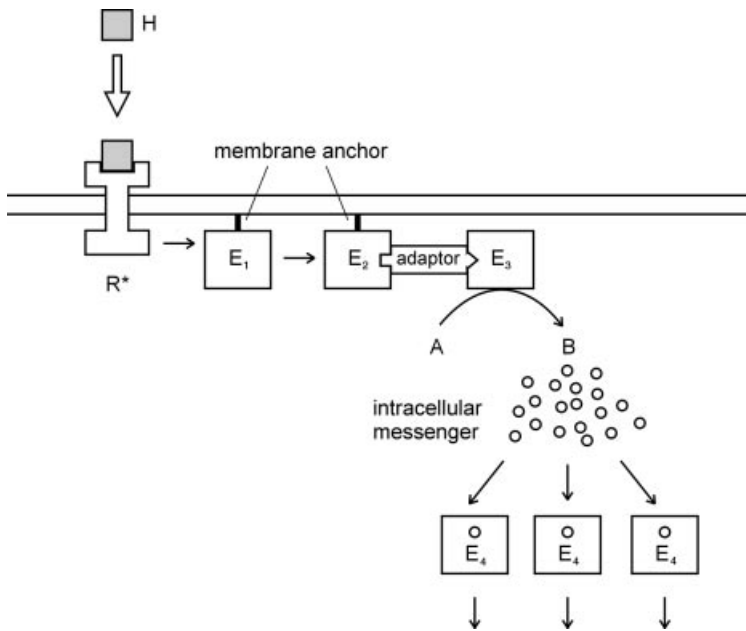 H
membrane anchor
R*
E₁
E₂
adaptor
E₃
A
B
intracellular
messenger
E₄
E₄
E₄